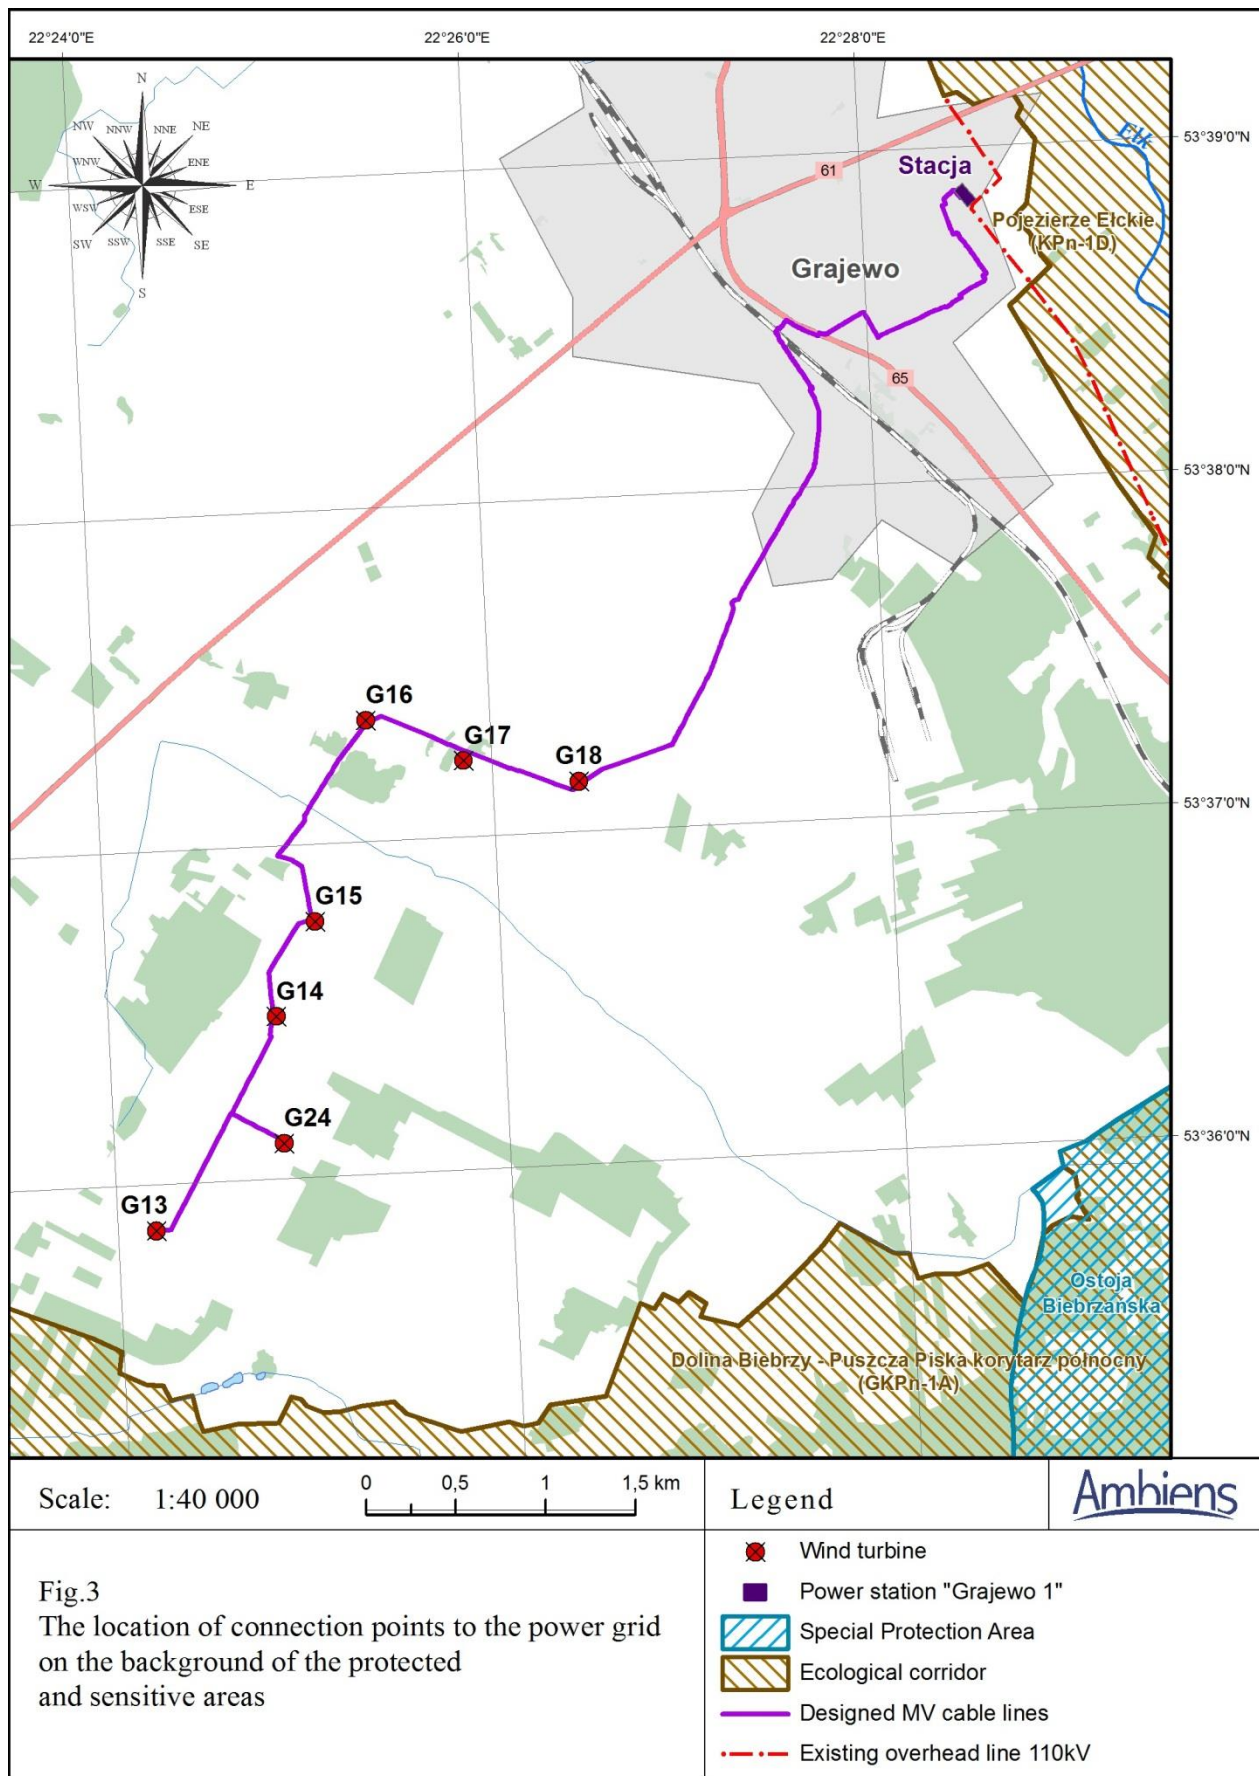 22°24'0"E
22°26'0"E
22°28'0"E
N
NNW
NNE
NW
NE
WNW
ENE
W
E
WSW
ESE
SW
SSW
SSE
SE
S
Ełk
53°39'0"N
61
Stacja
Pojezierze Ełckie
(KPn-1D)
Grajewo
65
53°38'0"N
G16
G17
G18
53°37'0"N
G15
G14
G24
53°36'0"N
G13
Ostoja
Biebrzańska
Dolina Biebrzy - Puszcza Piska korytarz północny
(GKPn-1A)
Scale: 1:40 000
0 0,5 1 1,5 km
Legend
Ambiens
Wind turbine
Power station "Grajewo 1"
Special Protection Area
Ecological corridor
Designed MV cable lines
Existing overhead line 110kV
Fig.3
The location of connection points to the power grid
on the background of the protected
and sensitive areas